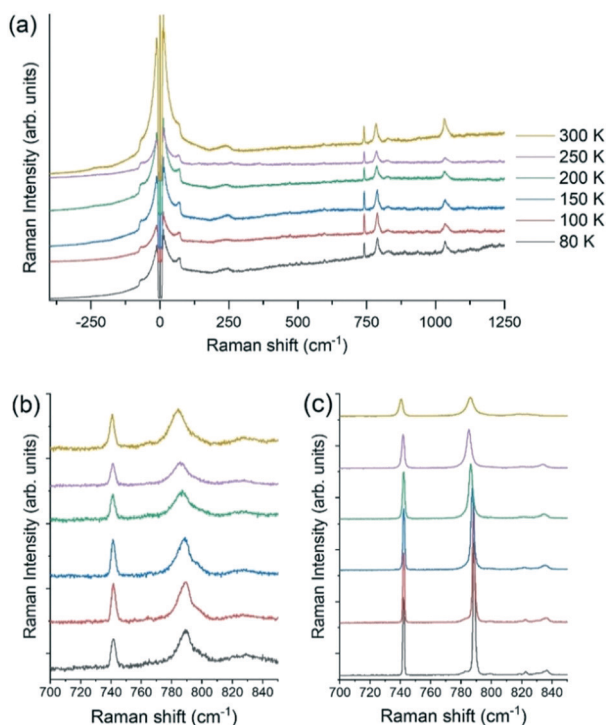 (a)
Raman Intensity (arb. units)
300 K
250 K
200 K
150 K
100 K
80 K
-250 0 250 500 750 1000 1250
Raman shift (cm-1)
(b)
Raman Intensity (arb. units)
700 720 740 760 780 800 820 840
Raman shift (cm-1)
(c)
Raman Intensity (arb. units)
700 720 740 760 780 800 820 840
Raman shift (cm-1)